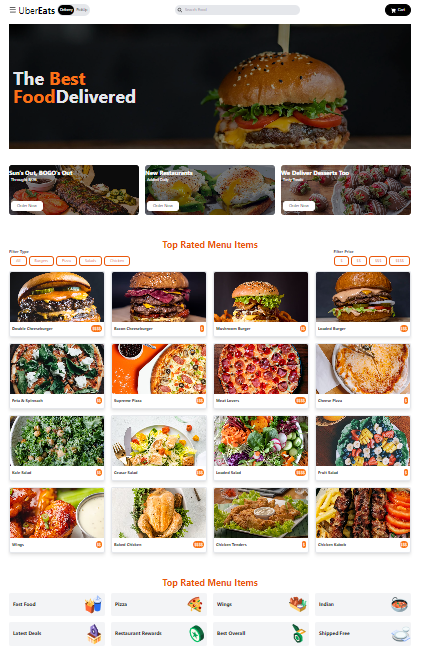 UberEats
Delivery
Pickup
Search Foods
Cart
The Best
FoodDelivered
Sun's Out, BOGO's Out
Through 8/26
Order Now
New Restaurants
Added Daily
Order Now
We Deliver Desserts Too
Tasty Treats
Order Now
Top Rated Menu Items
Filter Type
Filter Price
All
Burgers
Pizza
Salads
Chicken
$
$$
$$$
$$$$
Double Cheeseburger
$$$$
Bacon Cheeseburger
$
Mushroom Burger
$$
Loaded Burger
$$$
Feta & Spinnach
$$
Supreme Pizza
$$$
Meat Lovers
$$$$
Cheese Pizza
$
Kale Salad
$$
Ceasar Salad
$$$
Loaded Salad
$$$$
Fruit Salad
$
Wings
$$
Baked Chicken
$$$$
Chicken Tenders
$
Chicken Kabob
$$$
Top Rated Menu Items
Fast Food
Pizza
Wings
Indian
Latest Deals
Restaurant Rewards
Best Overall
Shipped Free